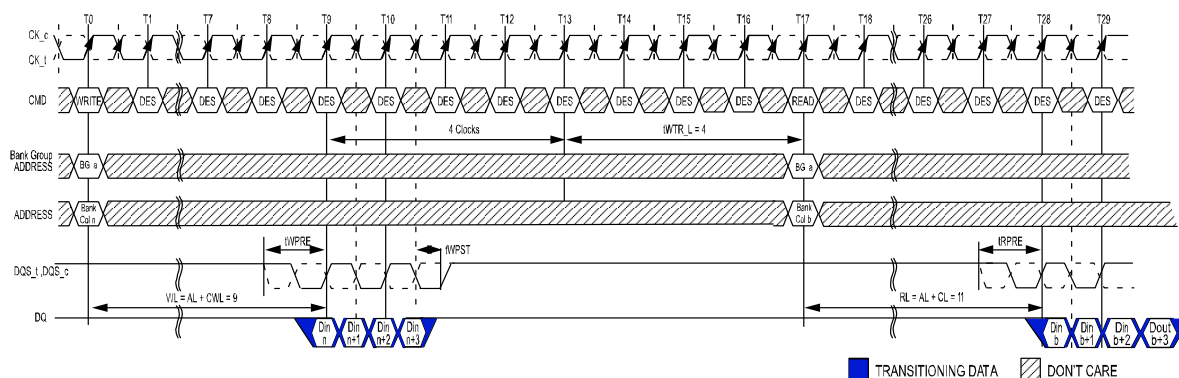 T0 T1 T7 T8 T9 T10 T11 T12 T13 T14 T15 T16 T17 T18 T26 T27 T28 T29
CK_c
CK_t
CMD WRITE DES DES DES DES DES DES DES DES DES DES DES READ DES DES DES DES DES
4 Clocks tWTR_L = 4
Bank Group
ADDRESS BG a BG a
ADDRESS Bank Col n Bank Col b
tWPRE tWPST tRPRE
DQS_t ,DQS_c
WL = AL + CWL = 9 RL = AL + CL = 11
DQ Din n Din n+1 Din n+2 Din n+3 Din b Din b+1 Din b+2 Dout b+3
TRANSITIONING DATA DON'T CARE